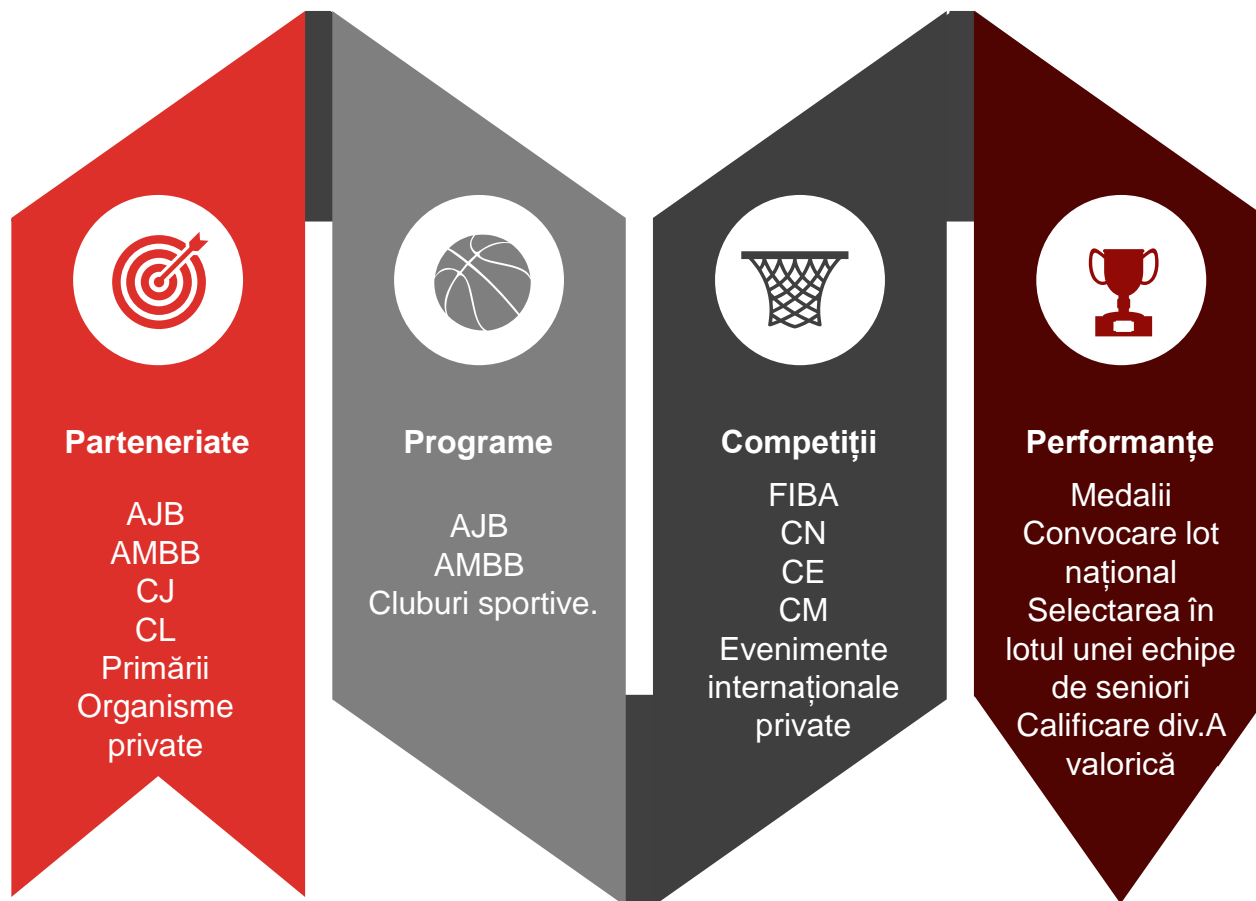 Parteneriate
AJB
AMBB
CJ
CL
Primării
Organisme
private
Programe
AJB
AMBB
Cluburi sportive.
Competiții
FIBA
CN
CE
CM
Evenimente
internaționale
private
Performanțe
Medalii
Convocare lot
național
Selectarea în
lotul unei echipe
de seniori
Calificare div.A
valorică